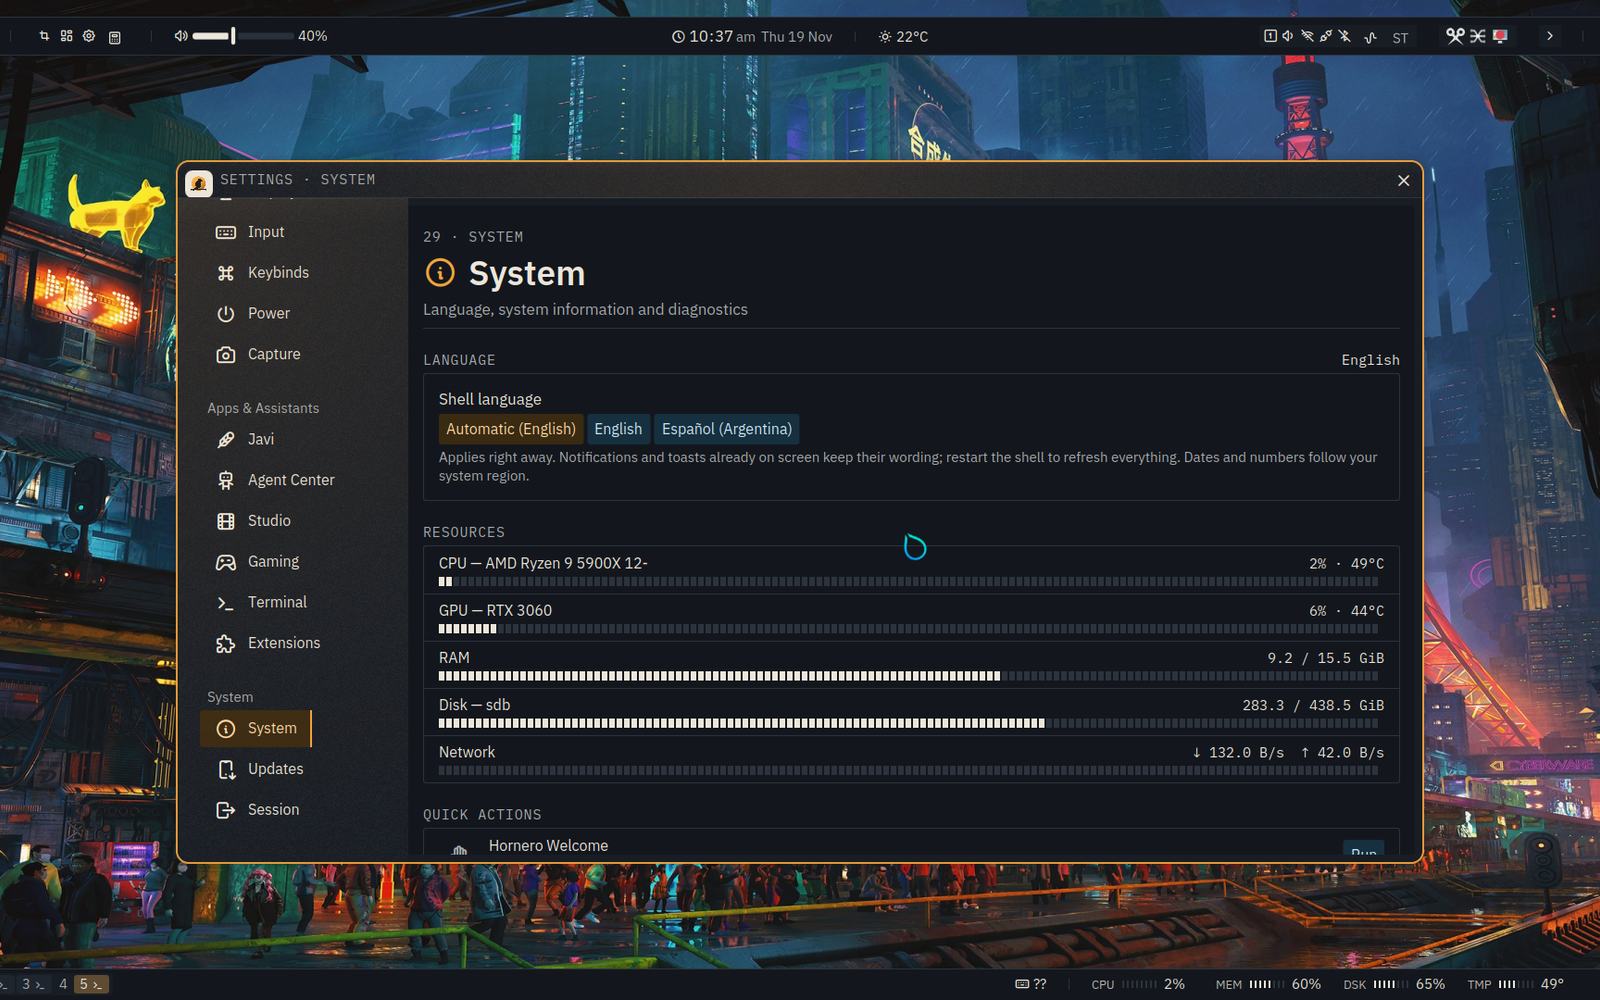 40%
10:37 am Thu 19 Nov
22°C
ST
SETTINGS · SYSTEM
Input
Keybinds
Power
Capture
Apps & Assistants
Javi
Agent Center
Studio
Gaming
Terminal
Extensions
System
System
Updates
Session
29 · SYSTEM
System
Language, system information and diagnostics
LANGUAGE English
Shell language
Automatic (English) English Español (Argentina)
Applies right away. Notifications and toasts already on screen keep their wording; restart the shell to refresh everything. Dates and numbers follow your
system region.
RESOURCES
CPU — AMD Ryzen 9 5900X 12- 2% · 49°C
GPU — RTX 3060 6% · 44°C
RAM 9.2 / 15.5 GiB
Disk — sdb 283.3 / 438.5 GiB
Network ↓ 132.0 B/s ↑ 42.0 B/s
QUICK ACTIONS
Hornero Welcome
Run
CYBERWARE
3 4 5
?? CPU 2% MEM 60% DSK 65% TMP 49°